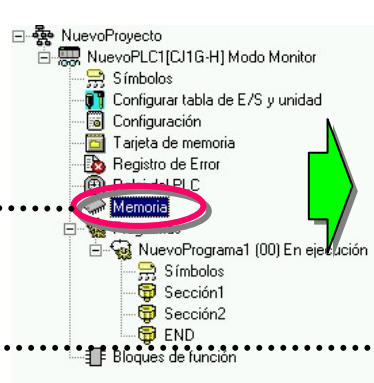 NuevoProyecto
NuevoPLC1[CJ1G-H] Modo Monitor
Símbolos
Configurar tabla de E/S y unidad
Configuración
Tarjeta de memoria
Registro de Error
PLC
Memoria
NuevoPrograma1 (00) En ejecución
Símbolos
Sección1
Sección2
END
Bloques de función